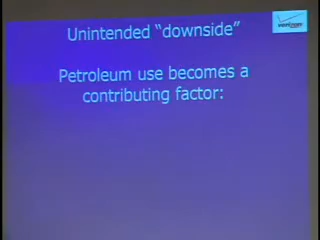 Unintended “downside”
Petroleum use becomes a
contributing factor: